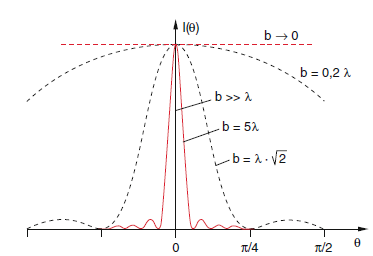 I(θ)
b → 0
b = 0,2 λ
b >> λ
b = 5λ
b = λ · √2
0
π/4
π/2
θ